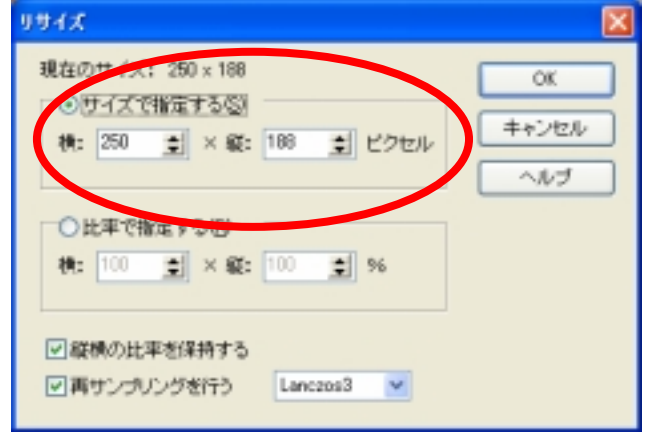 リサイズ
現在のサイズ: 250 x 188
サイズで指定する(S)
横: 250 × 縦: 188 ピクセル
比率で指定する(R)
横: 100 × 縦: 100 %
縦横の比率を保持する
再サンプリングを行う Lanczos3
OK
キャンセル
ヘルプ